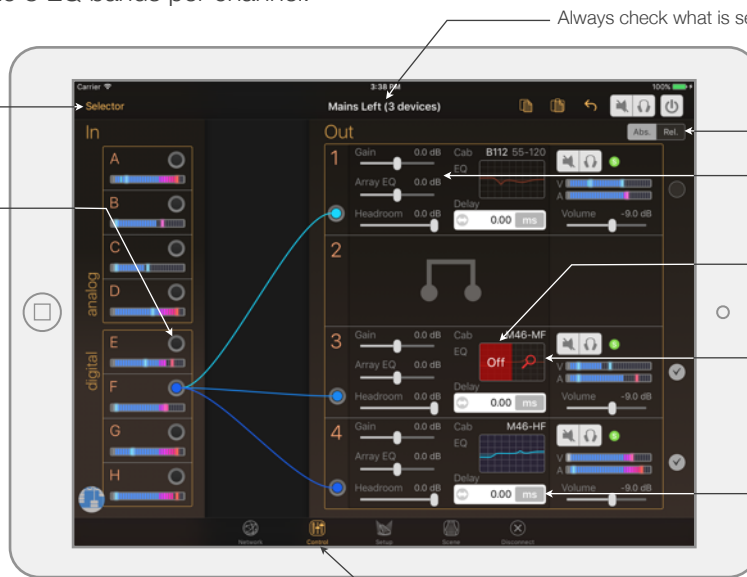 Always check what is se
Carrier
3:38 PM
100%
Selector
Mains Left (3 devices)
In
Out
Abs. Rel.
analog
A
B
C
D
digital
E
F
G
H
1
Gain 0.0 dB
Array EQ 0.0 dB
Headroom 0.0 dB
Cab B112 55-120
EQ
Delay
0.00 ms
S
V
A
Volume -9.0 dB
2
3
Gain 0.0 dB
Array EQ 0.0 dB
Headroom 0.0 dB
Cab M46-MF
EQ
Off
Delay
0.00 ms
S
V
A
Volume -9.0 dB
4
Gain 0.0 dB
Array EQ 0.0 dB
Headroom 0.0 dB
Cab M46-HF
EQ
Delay
0.00 ms
S
V
A
Volume -9.0 dB
Network Control Setup Scene Disconnect